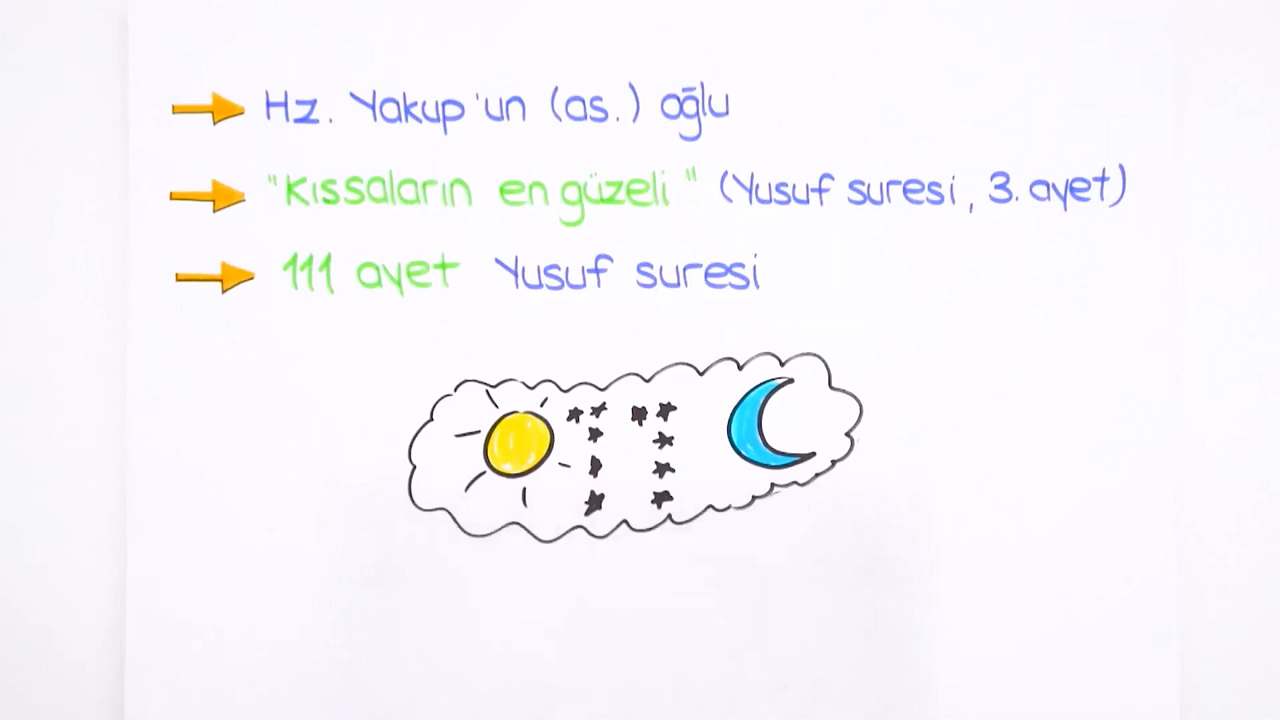 Hz. Yakup'un (as.) oğlu
"Kıssaların en güzeli" (Yusuf suresi, 3. ayet)
111 ayet Yusuf suresi